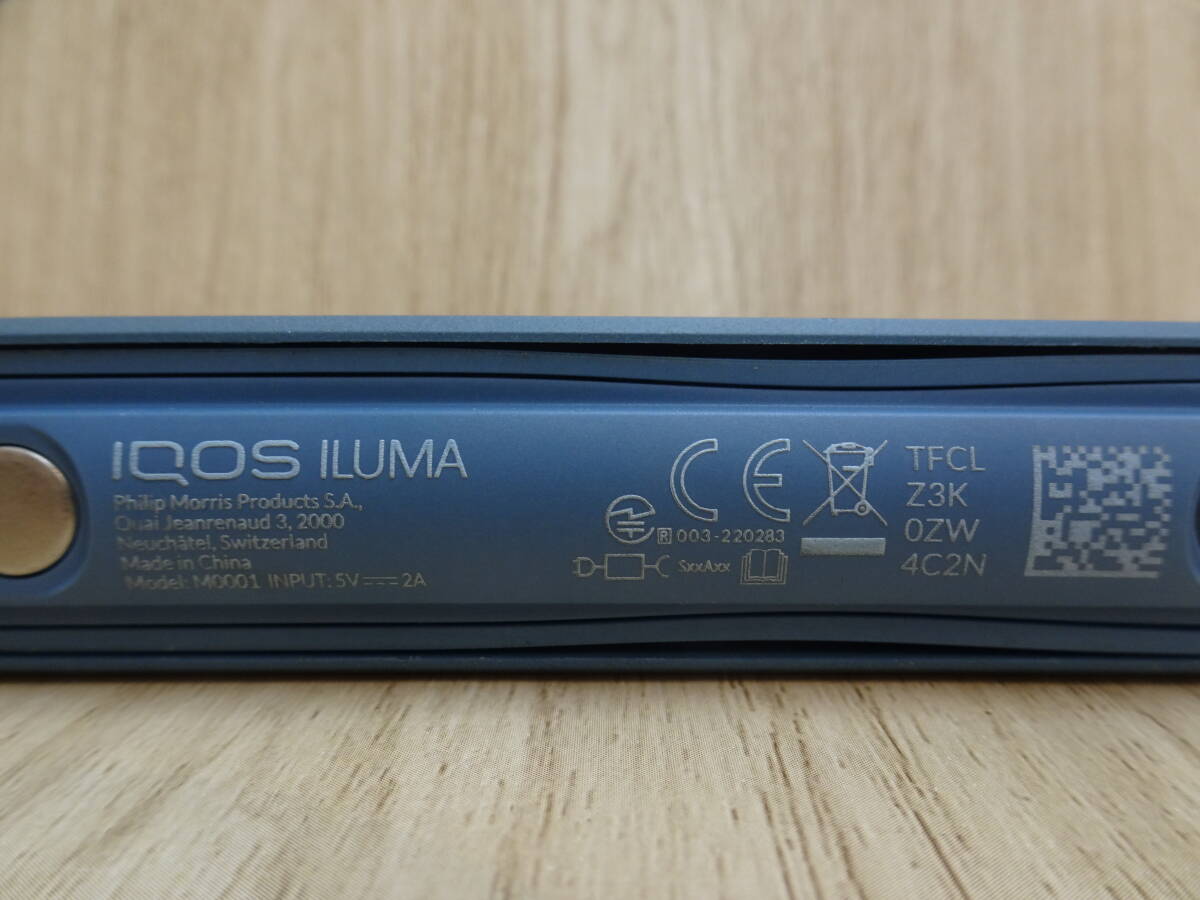 IQOS ILUMA
Philip Morris Products S.A.,
Quai Jeanrenaud 3, 2000
Neuchâtel, Switzerland
Made in China
Model: M0001 INPUT: 5V⎓2A
CE
R 003-220283
SxxAxx
TFCL
Z3K
0ZW
4C2N